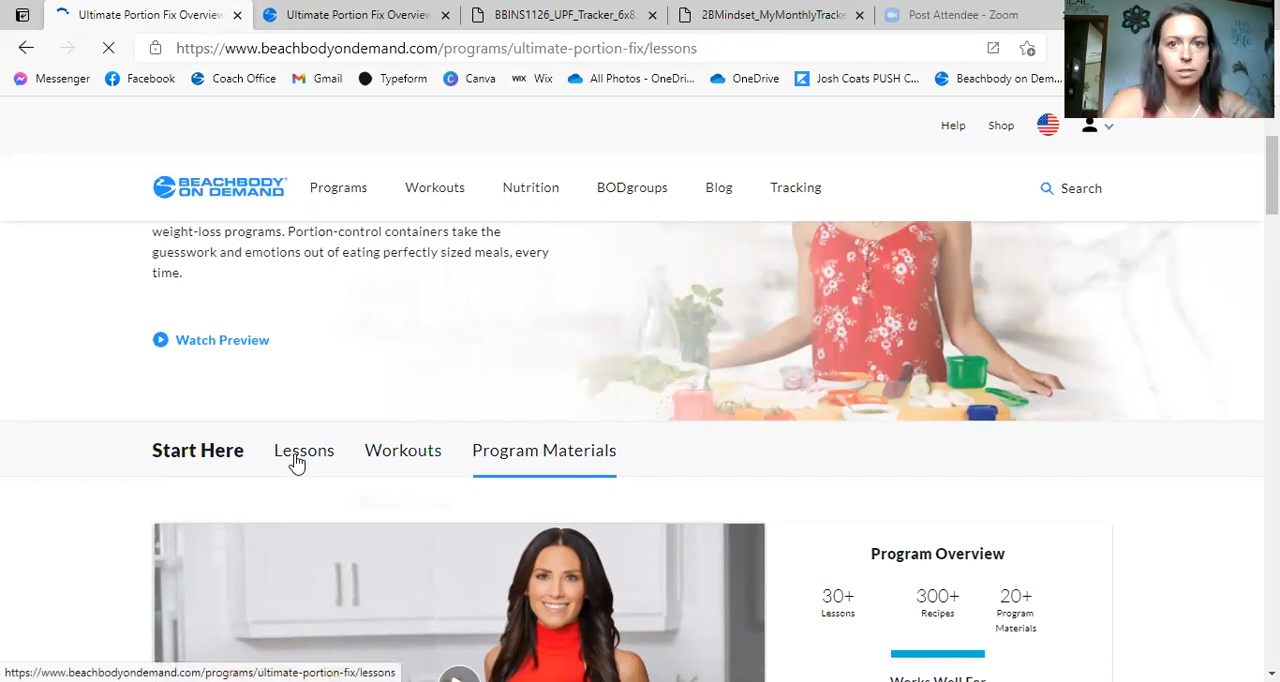 Ultimate Portion Fix Overview
Ultimate Portion Fix Overview
BBINS1126_UPF_Tracker_6x8.
2BMindset_MyMonthlyTracke
Post Attendee - Zoom
https://www.beachbodyondemand.com/programs/ultimate-portion-fix/lessons
Messenger
Facebook
Coach Office
Gmail
Typeform
Canva
WiX Wix
All Photos - OneDri...
OneDrive
Josh Coats PUSH C...
Beachbody on Dem...
Help
Shop
BEACHBODY
ON DEMAND
Programs
Workouts
Nutrition
BODgroups
Blog
Tracking
Search
weight-loss programs. Portion-control containers take the
guesswork and emotions out of eating perfectly sized meals, every
time.
Watch Preview
Start Here
Lessons
Workouts
Program Materials
Program Overview
30+
Lessons
300+
Recipes
20+
Program
Materials
Works Well For
https://www.beachbodyondemand.com/programs/ultimate-portion-fix/lessons